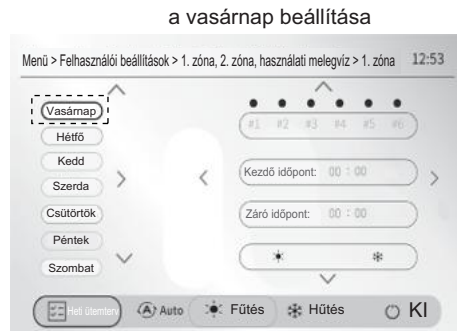 a vasárnap beállítása
Menü > Felhasználói beállítások > 1. zóna, 2. zóna, használati melegvíz > 1. zóna 12:53
Vasárnap
Hétfő
Kedd
Szerda
Csütörtök
Péntek
Szombat
#1 #2 #3 #4 #5 #6
Kezdő időpont: 00 : 00
Záró időpont: 00 : 00
Heti ütemterv
Auto
Fűtés
Hűtés
KI